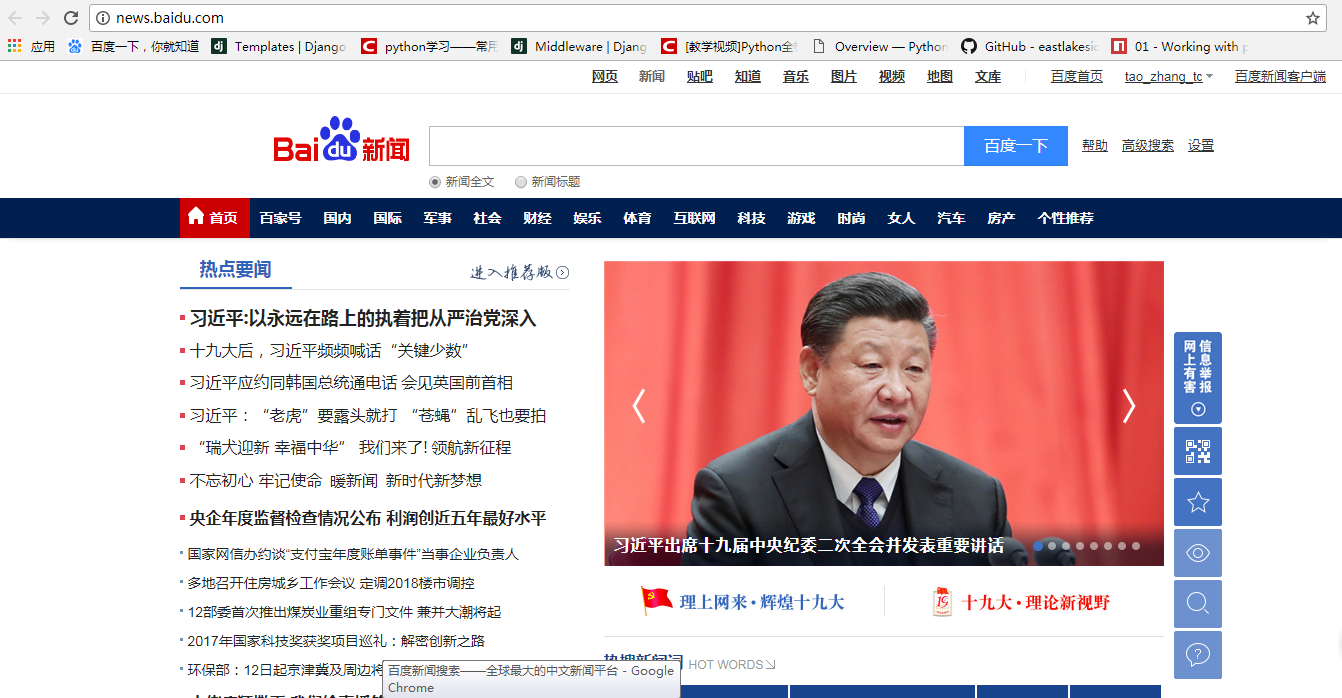 news.baidu.com
应用 百度一下，你就知道 Templates | Django python学习——常用 Middleware | Djang [教学视频]Python全 Overview — Python GitHub - eastlakesic 01 - Working with p
网页 新闻 贴吧 知道 音乐 图片 视频 地图 文库 百度首页 tao_zhang_tc 百度新闻客户端
Bai du 新闻 百度一下 帮助 高级搜索 设置
新闻全文 新闻标题
首页 百家号 国内 国际 军事 社会 财经 娱乐 体育 互联网 科技 游戏 时尚 女人 汽车 房产 个性推荐
热点要闻 进入推荐版
习近平:以永远在路上的执着把从严治党深入
十九大后，习近平频频喊话“关键少数”
习近平应约同韩国总统通电话 会见英国前首相
习近平：“老虎”要露头就打 “苍蝇”乱飞也要拍
“瑞犬迎新 幸福中华” 我们来了! 领航新征程
不忘初心 牢记使命 暖新闻 新时代新梦想
央企年度监督检查情况公布 利润创近五年最好水平
国家网信办约谈“支付宝年度账单事件”当事企业负责人
多地召开住房城乡工作会议 定调2018楼市调控
12部委首次推出煤炭业重组专门文件 兼并大潮将起
2017年国家科技奖获奖项目巡礼：解密创新之路
环保部：12日起京津冀及周边将
百度新闻搜索——全球最大的中文新闻平台 - Google
Chrome
习近平出席十九届中央纪委二次全会并发表重要讲话
理上网来·辉煌十九大 19 十九大·理论新视野
热搜新闻词 HOT WORDS
网上有害
信息举报
?